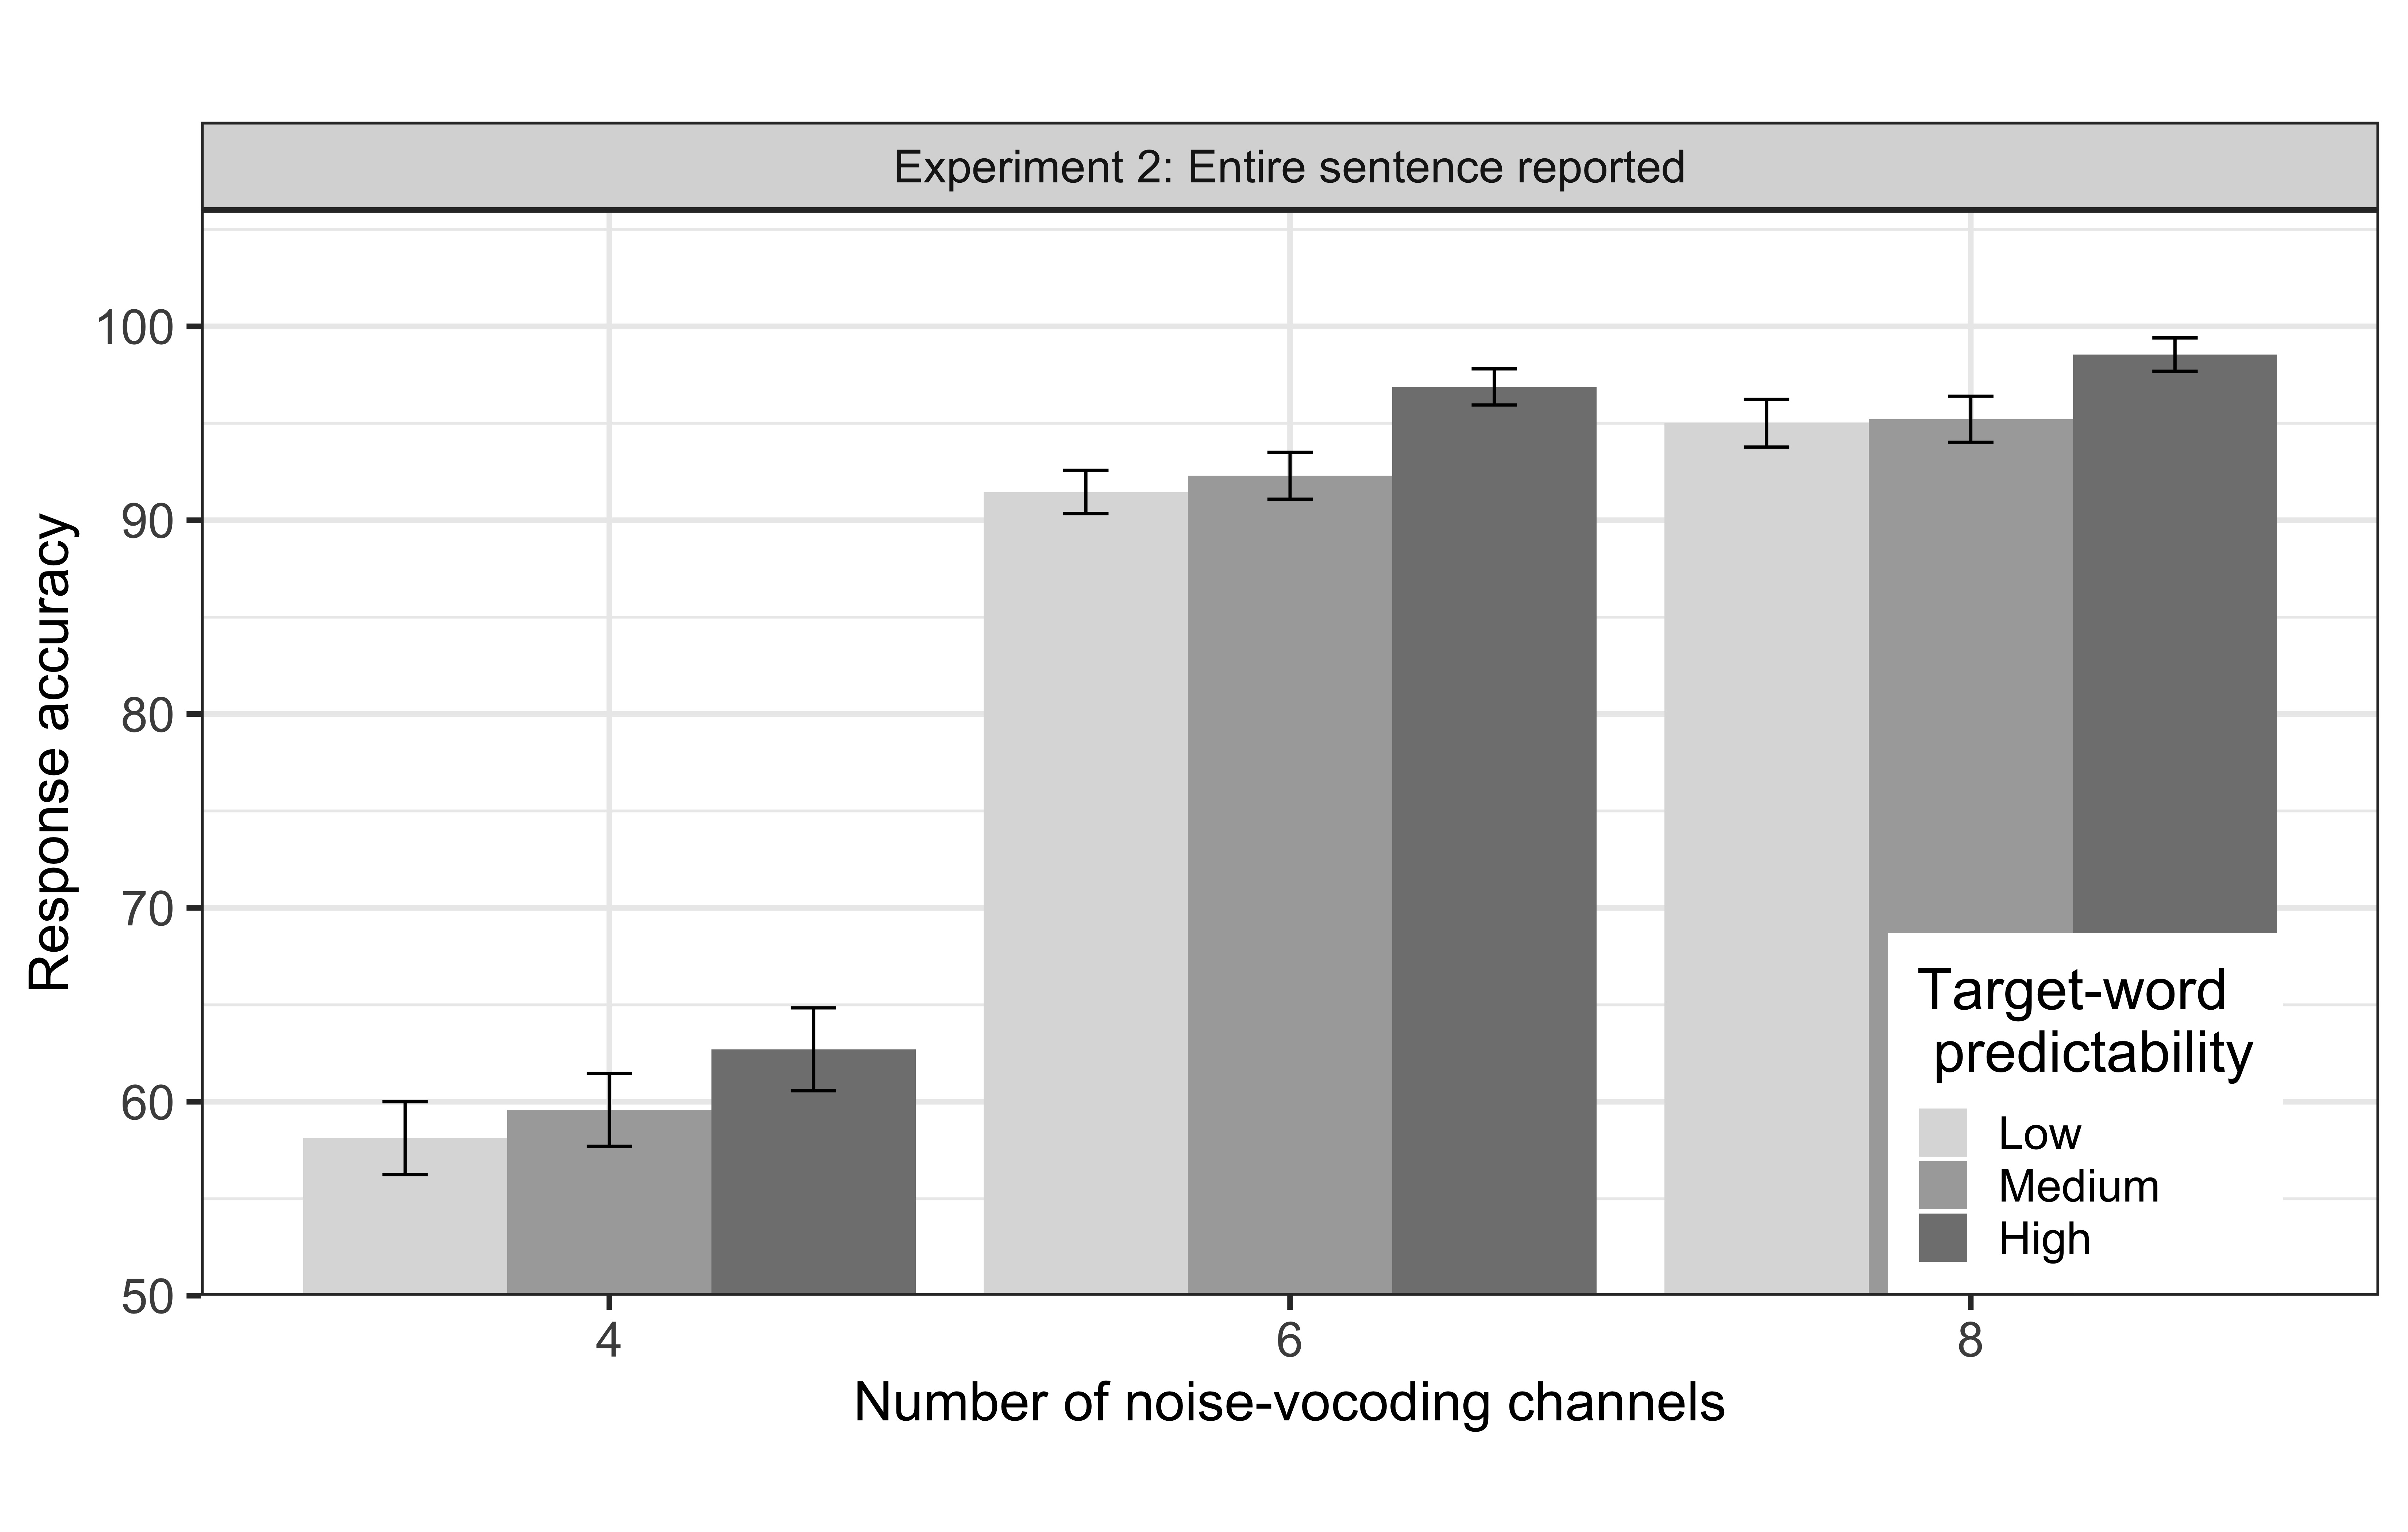 Experiment 2: Entire sentence reported
100
90
80
70
60
50
Response accuracy
4
6
8
Number of noise-vocoding channels
Target-word
predictability
Low
Medium
High